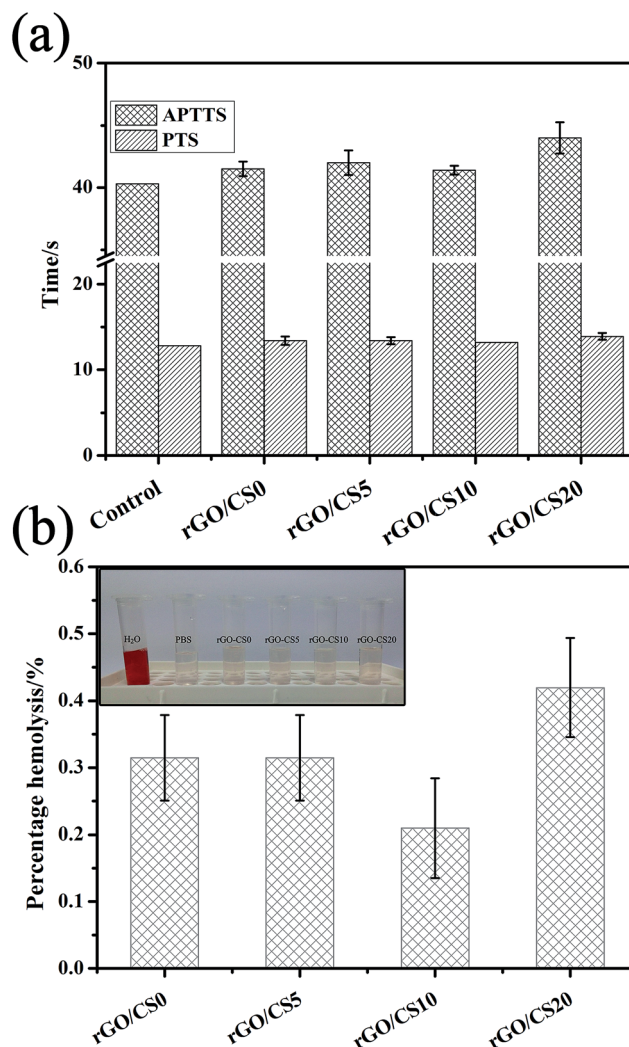 (a)
50
40
20
10
0
Time/s
APTTS
PTS
Control
rGO/CS0
rGO/CS5
rGO/CS10
rGO/CS20
(b)
0.6
0.5
0.4
0.3
0.2
0.1
0.0
Percentage hemolysis/%
H₂O PBS rGO-CS0 rGO-CS5 rGO-CS10 rGO-CS20
rGO/CS0
rGO/CS5
rGO/CS10
rGO/CS20